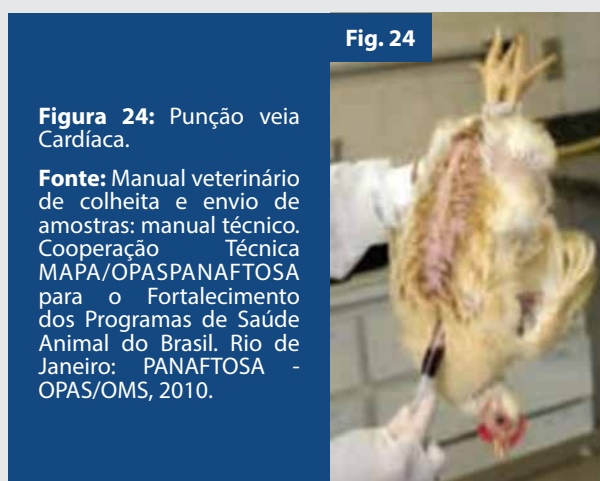 Fig. 24
Figura 24: Punção veia
Cardíaca.
Fonte: Manual veterinário
de colheita e envio de
amostras: manual técnico.
Cooperação Técnica
MAPA/OPASPANAFTOSA
para o Fortalecimento
dos Programas de Saúde
Animal do Brasil. Rio de
Janeiro: PANAFTOSA -
OPAS/OMS, 2010.